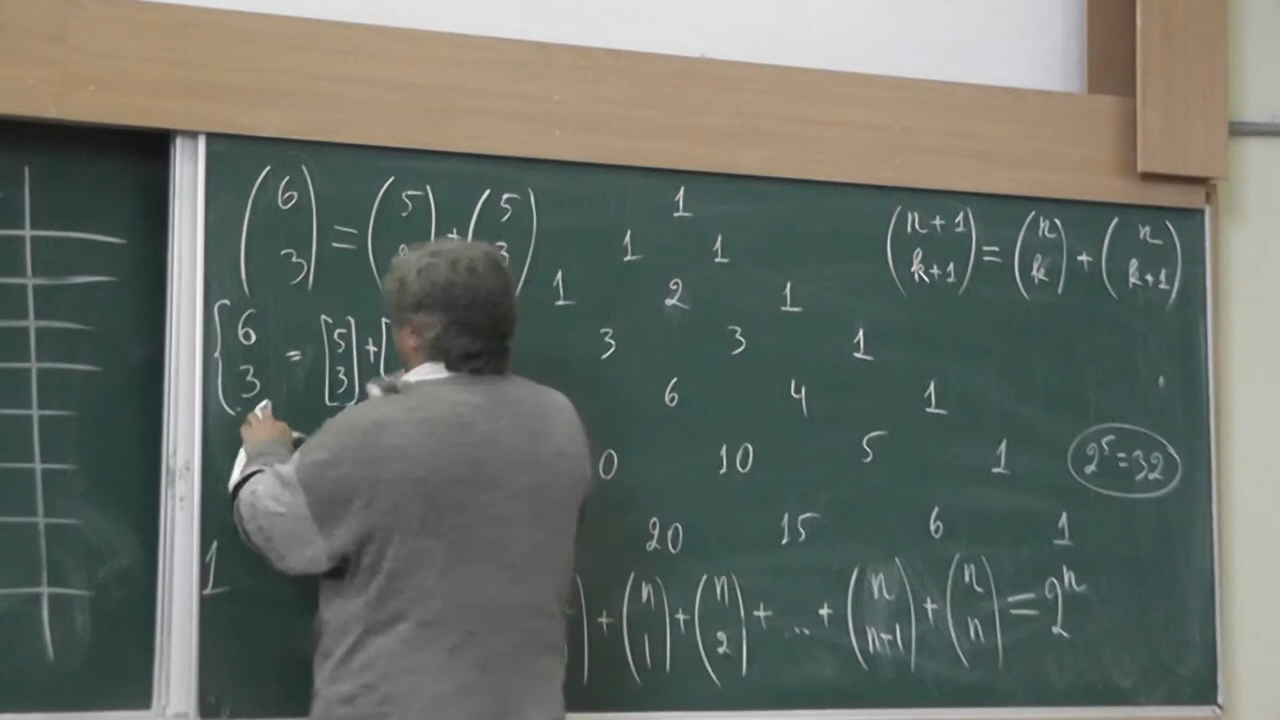 (6 3) = (5 ) + (5 3)
1
1 1
1 2 1
3 3 1
6 4 1
0 10 5 1
20 15 6 1
1
(n+1 k+1) = (n k) + (n k+1)
{6 3 = [5 3] + [
2^5=32
) + (n 1) + (n 2) + ... + (n n+1) + (n n) = 2^n